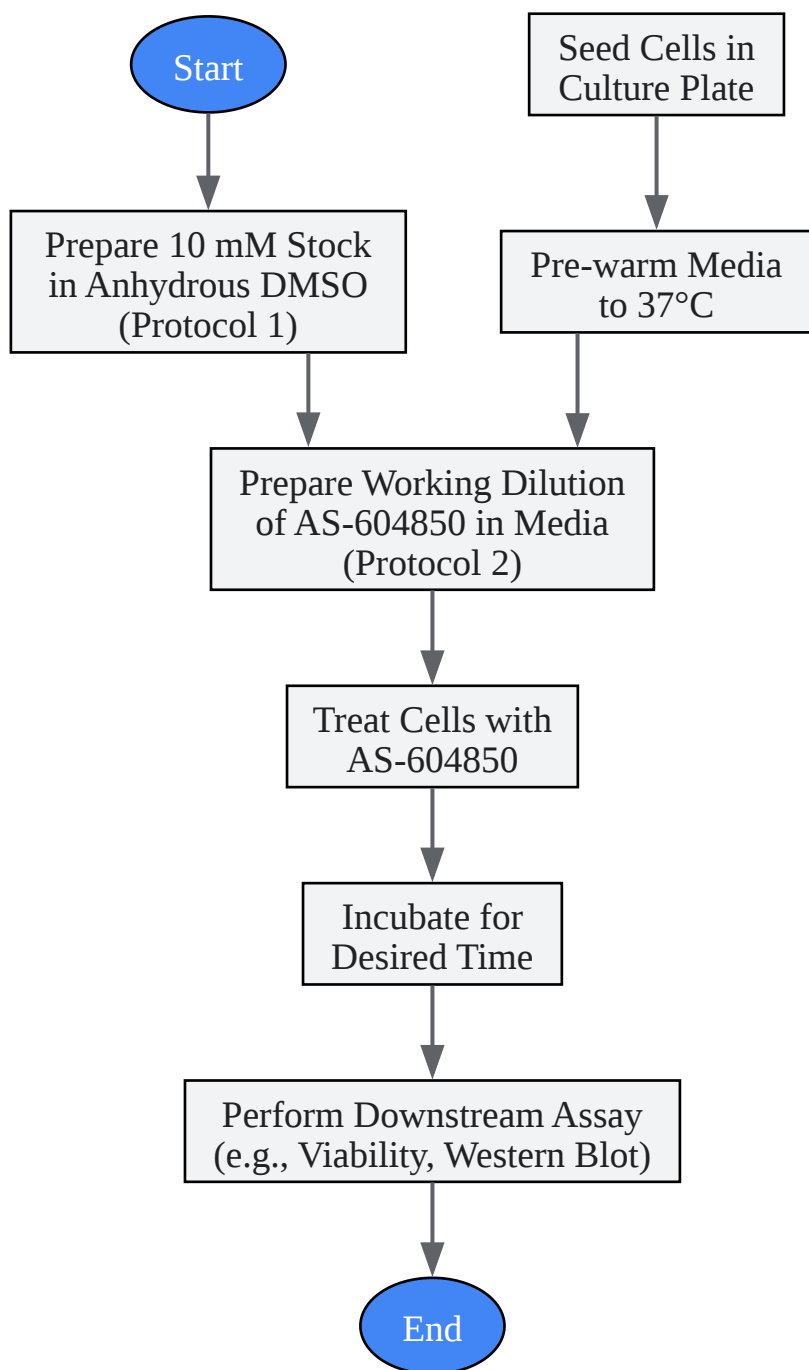 Start
Seed Cells in
Culture Plate
Prepare 10 mM Stock
in Anhydrous DMSO
(Protocol 1)
Pre-warm Media
to 37°C
Prepare Working Dilution
of AS-604850 in Media
(Protocol 2)
Treat Cells with
AS-604850
Incubate for
Desired Time
Perform Downstream Assay
(e.g., Viability, Western Blot)
End